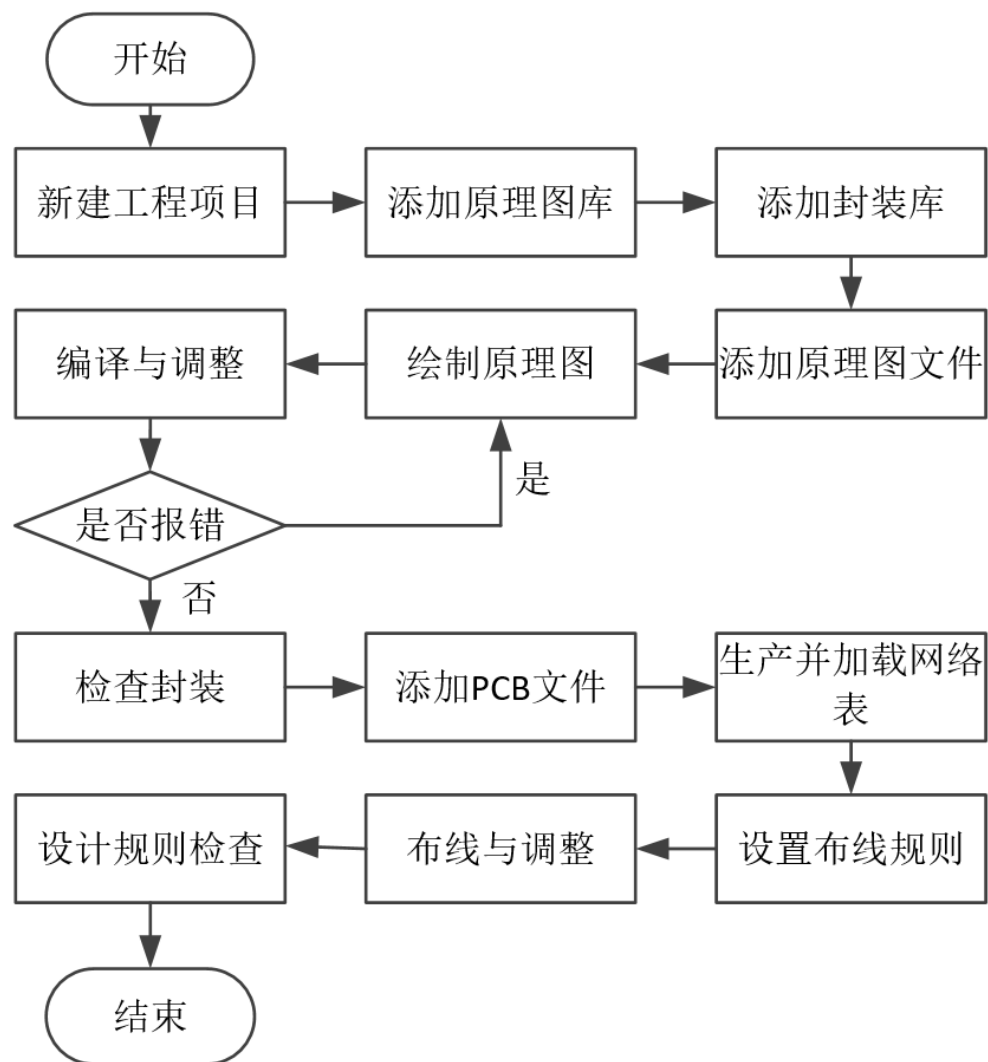 开始
新建工程项目
添加原理图库
添加封装库
添加原理图文件
绘制原理图
编译与调整
是否报错
是
否
检查封装
添加PCB文件
生产并加载网络
表
设置布线规则
布线与调整
设计规则检查
结束